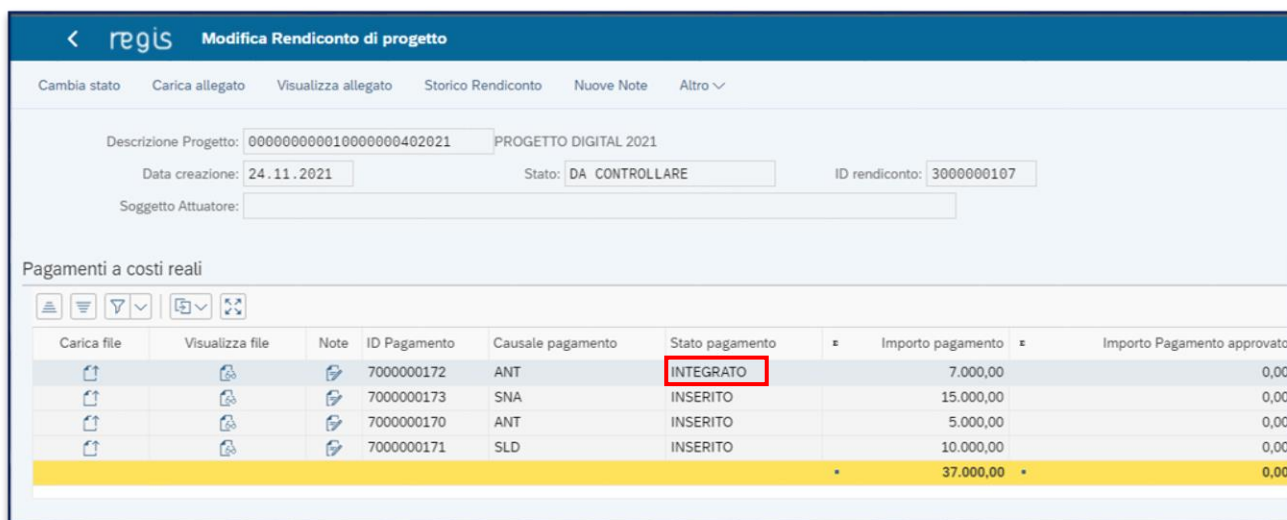 regis Modifica Rendiconto di progetto
Cambia stato Carica allegato Visualizza allegato Storico Rendiconto Nuove Note Altro
Descrizione Progetto: 000000000010000000402021 PROGETTO DIGITAL 2021
Data creazione: 24.11.2021 Stato: DA CONTROLLARE ID rendiconto: 3000000107
Soggetto Attuatore:
Pagamenti a costi reali
Carica file Visualizza file Note ID Pagamento Causale pagamento Stato pagamento Σ Importo pagamento Σ Importo Pagamento approvato
7000000172 ANT INTEGRATO 7.000,00 0,00
7000000173 SNA INSERITO 15.000,00 0,00
7000000170 ANT INSERITO 5.000,00 0,00
7000000171 SLD INSERITO 10.000,00 0,00
37.000,00 0,00